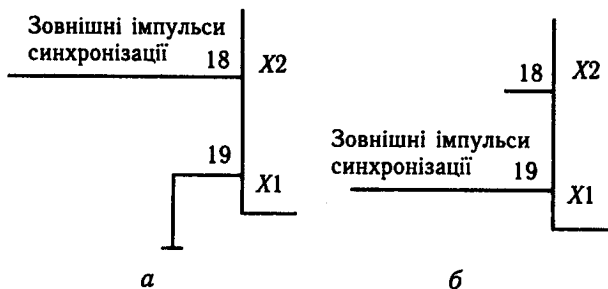 Зовнішні імпульси
синхронізації
18
X2
19
X1
а
18
X2
Зовнішні імпульси
синхронізації
19
X1
б